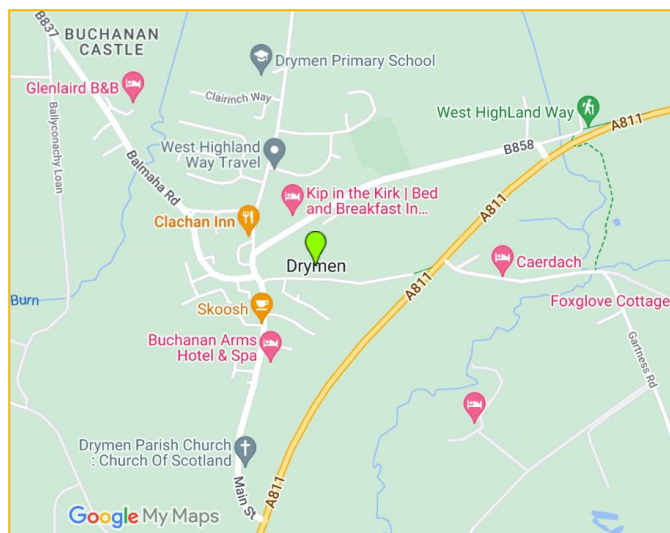 B837
BUCHANAN
CASTLE
Drymen Primary School
Glenlaird B&B
Clairinch Way
Ballyconachy Loan
West HighLand Way
A811
B858
West Highland
Way Travel
Balmaha Rd
Kip in the Kirk | Bed
and Breakfast In...
Clachan Inn
A811
Drymen
Caerdach
A811
Burn
Skoosh
Foxglove Cottage
Buchanan Arms
Hotel & Spa
Gartness Rd
Drymen Parish Church
: Church Of Scotland
Main St
A811
Google My Maps